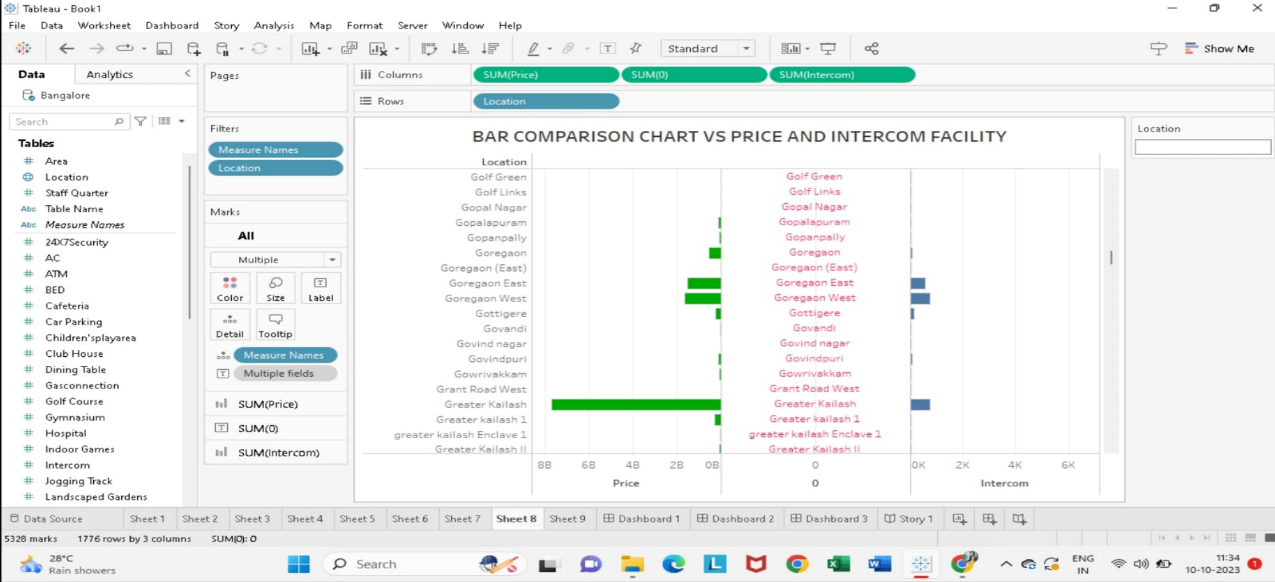 Tableau - Book1
File Data Worksheet Dashboard Story Analysis Map Format Server Window Help
Standard
Show Me
Data Analytics
Pages
Columns
SUM(Price) SUM(0) SUM(Intercom)
Bangalore
Rows
Location
Search
Tables
Area
Location
Staff Quarter
Abc Table Name
Abc Measure Names
24X7Security
AC
ATM
BED
Cafeteria
Car Parking
Children'splayarea
Club House
Dining Table
Gasconnection
Golf Course
Gymnasium
Hospital
Indoor Games
Intercom
Jogging Track
Landscaped Gardens
Filters
Measure Names
Location
Marks
All
Multiple
Color Size Label
Detail Tooltip
Measure Names
Multiple fields
SUM(Price)
SUM(0)
SUM(Intercom)
BAR COMPARISON CHART VS PRICE AND INTERCOM FACILITY
Location
Golf Green Golf Green
Golf Links Golf Links
Gopal Nagar Gopal Nagar
Gopalapuram Gopalapuram
Gopanpally Gopanpally
Goregaon Goregaon
Goregaon (East) Goregaon (East)
Goregaon East Goregaon East
Goregaon West Goregaon West
Gottigere Gottigere
Govandi Govandi
Govind nagar Govind nagar
Govindpuri Govindpuri
Gowrivakkam Gowrivakkam
Grant Road West Grant Road West
Greater Kailash Greater Kailash
Greater kailash 1 Greater kailash 1
greater kailash Enclave 1 greater kailash Enclave 1
Greater Kailash II Greater Kailash II
8B 6B 4B 2B 0B 0 0K 2K 4K 6K
Price 0 Intercom
Location
Data Source Sheet 1 Sheet 2 Sheet 3 Sheet 4 Sheet 5 Sheet 6 Sheet 7 Sheet 8 Sheet 9 Dashboard 1 Dashboard 2 Dashboard 3 Story 1
5328 marks 1776 rows by 3 columns SUM(0): 0
28°C
Rain showers
Search
ENG
IN
11:34
10-10-2023
1